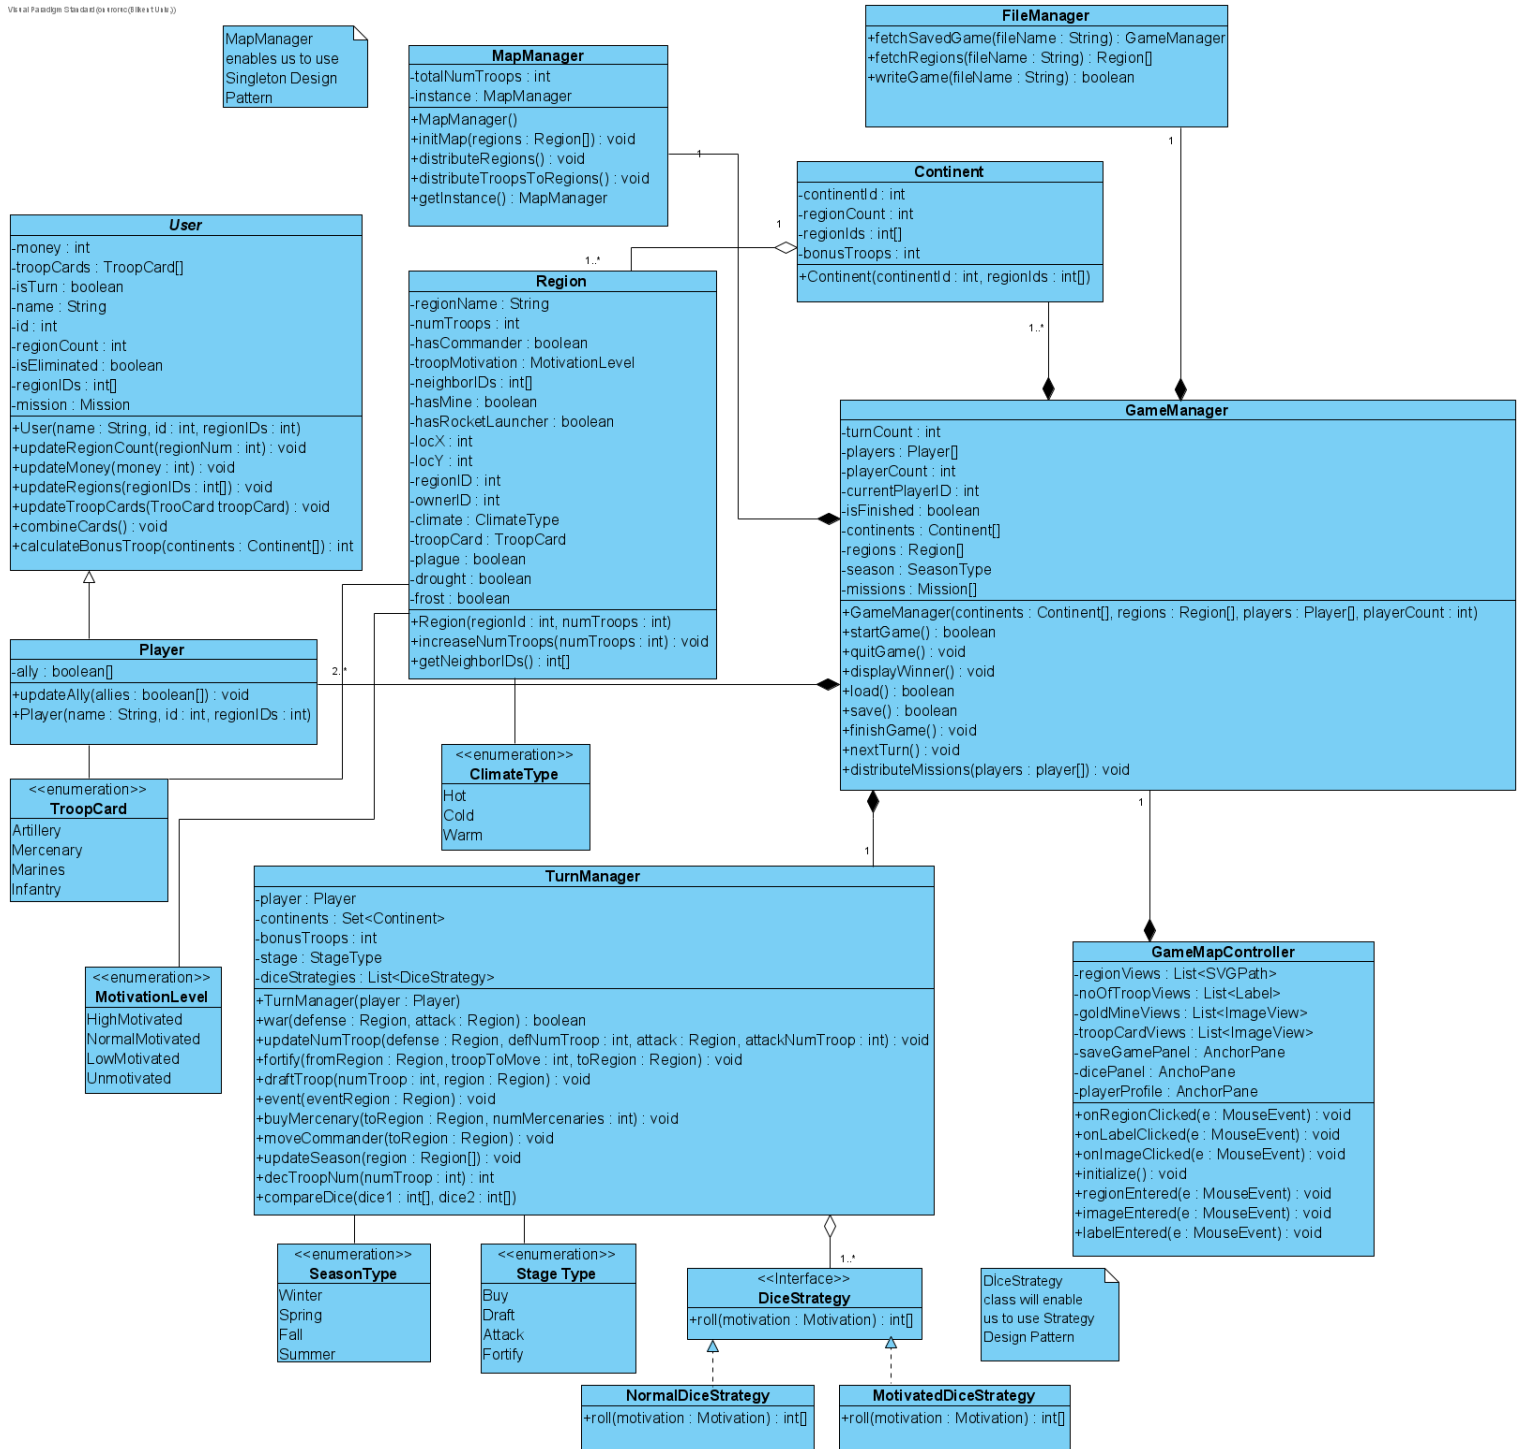 MapManager
enables us to use
Singleton Design
Pattern
MapManager
-totalNumTroops : int
-instance : MapManager
+MapManager()
+initMap(regions : Region[]) : void
+distributeRegions() : void
+distributeTroopsToRegions() : void
+getInstance() : MapManager
FileManager
+fetchSavedGame(fileName : String) : GameManager
+fetchRegions(fileName : String) : Region[]
+writeGame(fileName : String) : boolean
1
1
Continent
-continentId : int
-regionCount : int
-regionIds : int[]
-bonusTroops : int
+Continent(continentId : int, regionIds : int[])
1
1..*
1..*
User
-money : int
-troopCards : TroopCard[]
-isTurn : boolean
-name : String
-id : int
-regionCount : int
-isEliminated : boolean
-regionIDs : int[]
-mission : Mission
+User(name : String, id : int, regionIDs : int)
+updateRegionCount(regionNum : int) : void
+updateMoney(money : int) : void
+updateRegions(regionIDs : int[]) : void
+updateTroopCards(TrooCard troopCard) : void
+combineCards() : void
+calculateBonusTroop(continents : Continent[]) : int
Region
-regionName : String
-numTroops : int
-hasCommander : boolean
-troopMotivation : MotivationLevel
-neighborIDs : int[]
-hasMine : boolean
-hasRocketLauncher : boolean
-locX : int
-locY : int
-regionID : int
-ownerID : int
-climate : ClimateType
-troopCard : TroopCard
-plague : boolean
-drought : boolean
-frost : boolean
+Region(regionId : int, numTroops : int)
+increaseNumTroops(numTroops : int) : void
+getNeighborIDs() : int[]
GameManager
-turnCount : int
-players : Player[]
-playerCount : int
-currentPlayerID : int
-isFinished : boolean
-continents : Continent[]
-regions : Region[]
-season : SeasonType
-missions : Mission[]
+GameManager(continents : Continent[], regions : Region[], players : Player[], playerCount : int)
+startGame() : boolean
+quitGame() : void
+displayWinner() : void
+load() : boolean
+save() : boolean
+finishGame() : void
+nextTurn() : void
+distributeMissions(players : player[]) : void
Player
-ally : boolean[]
+updateAlly(allies : boolean[]) : void
+Player(name : String, id : int, regionIDs : int)
2..*
<<enumeration>>
TroopCard
Artillery
Mercenary
Marines
Infantry
<<enumeration>>
ClimateType
Hot
Cold
Warm
1
1
<<enumeration>>
MotivationLevel
HighMotivated
NormalMotivated
LowMotivated
Unmotivated
TurnManager
-player : Player
-continents : Set<Continent>
-bonusTroops : int
-stage : StageType
-diceStrategies : List<DiceStrategy>
+TurnManager(player : Player)
+war(defense : Region, attack : Region) : boolean
+updateNumTroop(defense : Region, defNumTroop : int, attack : Region, attackNumTroop : int) : void
+fortify(fromRegion : Region, troopToMove : int, toRegion : Region) : void
+draftTroop(numTroop : int, region : Region) : void
+event(eventRegion : Region) : void
+buyMercenary(toRegion : Region, numMercenaries : int) : void
+moveCommander(toRegion : Region) : void
+updateSeason(region : Region[]) : void
+decTroopNum(numTroop : int) : int
+compareDice(dice1 : int[], dice2 : int[])
GameMapController
-regionViews : List<SVGPath>
-noOfTroopViews : List<Label>
-goldMineViews : List<ImageView>
-troopCardViews : List<ImageView>
-saveGamePanel : AnchorPane
-dicePanel : AnchoPane
-playerProfile : AnchorPane
+onRegionClicked(e : MouseEvent) : void
+onLabelClicked(e : MouseEvent) : void
+onImageClicked(e : MouseEvent) : void
+initialize() : void
+regionEntered(e : MouseEvent) : void
+imageEntered(e : MouseEvent) : void
+labelEntered(e : MouseEvent) : void
<<enumeration>>
SeasonType
Winter
Spring
Fall
Summer
<<enumeration>>
Stage Type
Buy
Draft
Attack
Fortify
1..*
<<Interface>>
DiceStrategy
+roll(motivation : Motivation) : int[]
DİceStrategy
class will enable
us to use Strategy
Design Pattern
NormalDiceStrategy
+roll(motivation : Motivation) : int[]
MotivatedDiceStrategy
+roll(motivation : Motivation) : int[]